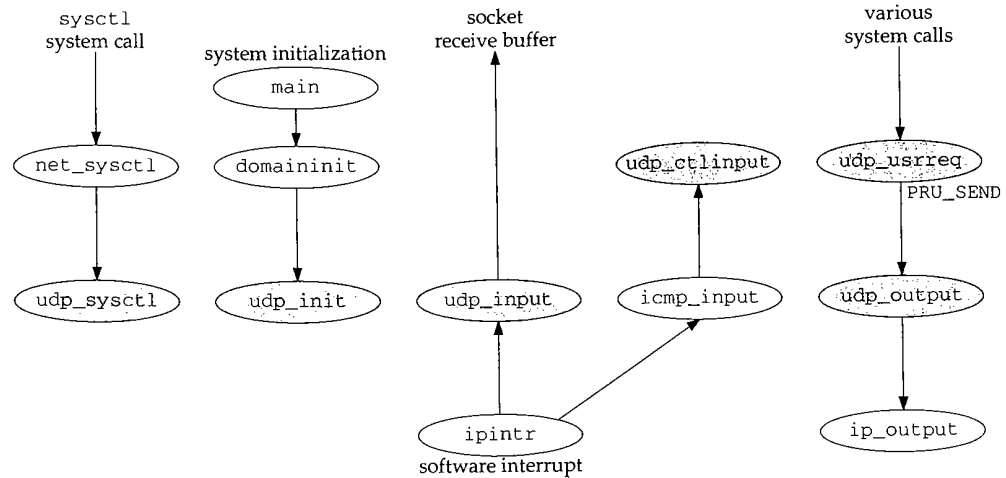 sysctl
system call
system initialization
socket
receive buffer
various
system calls
main
net_sysctl
domaininit
udp_ctlinput
udp_usrreq
PRU_SEND
udp_sysctl
udp_init
udp_input
icmp_input
udp_output
ipintr
software interrupt
ip_output